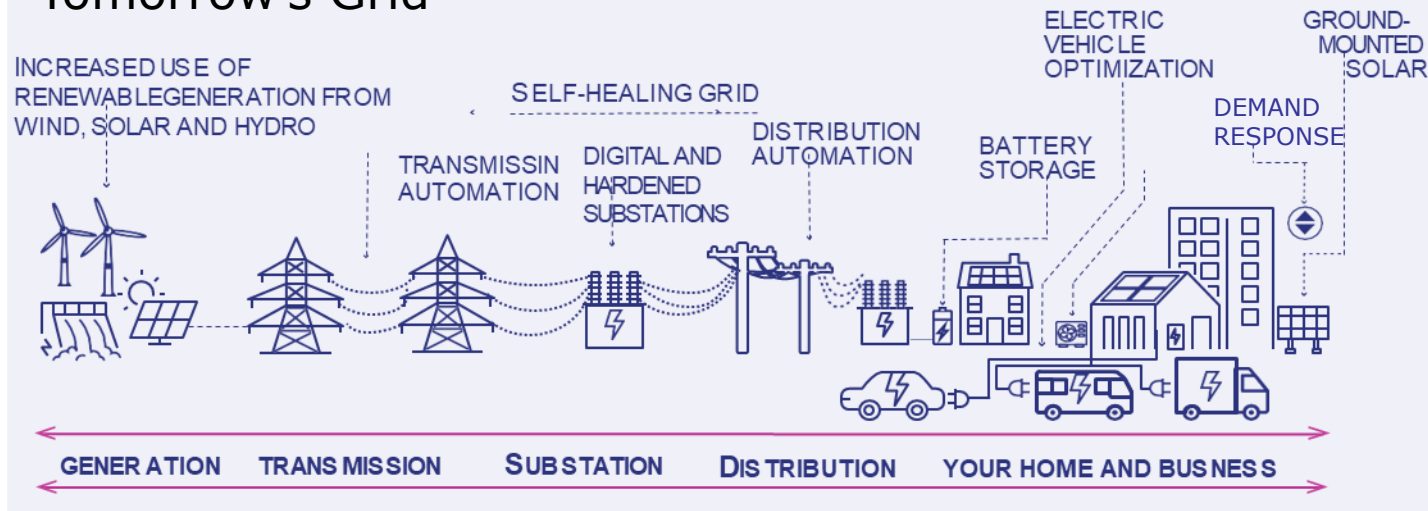 Tomorrow's Grid
INCREASED USE OF
RENEWABLEGENERATION FROM
WIND, SOLAR AND HYDRO
SELF-HEALING GRID
TRANSMISSIN
AUTOMATION
DIGITAL AND
HARDENED
SUBSTATIONS
DISTRIBUTION
AUTOMATION
BATTERY
STORAGE
ELECTRIC
VEHICLE
OPTIMIZATION
DEMAND
RESPONSE
GROUND-
MOUNTED
SOLAR
GENERATION TRANSMISSION SUBSTATION DISTRIBUTION YOUR HOME AND BUSNESS